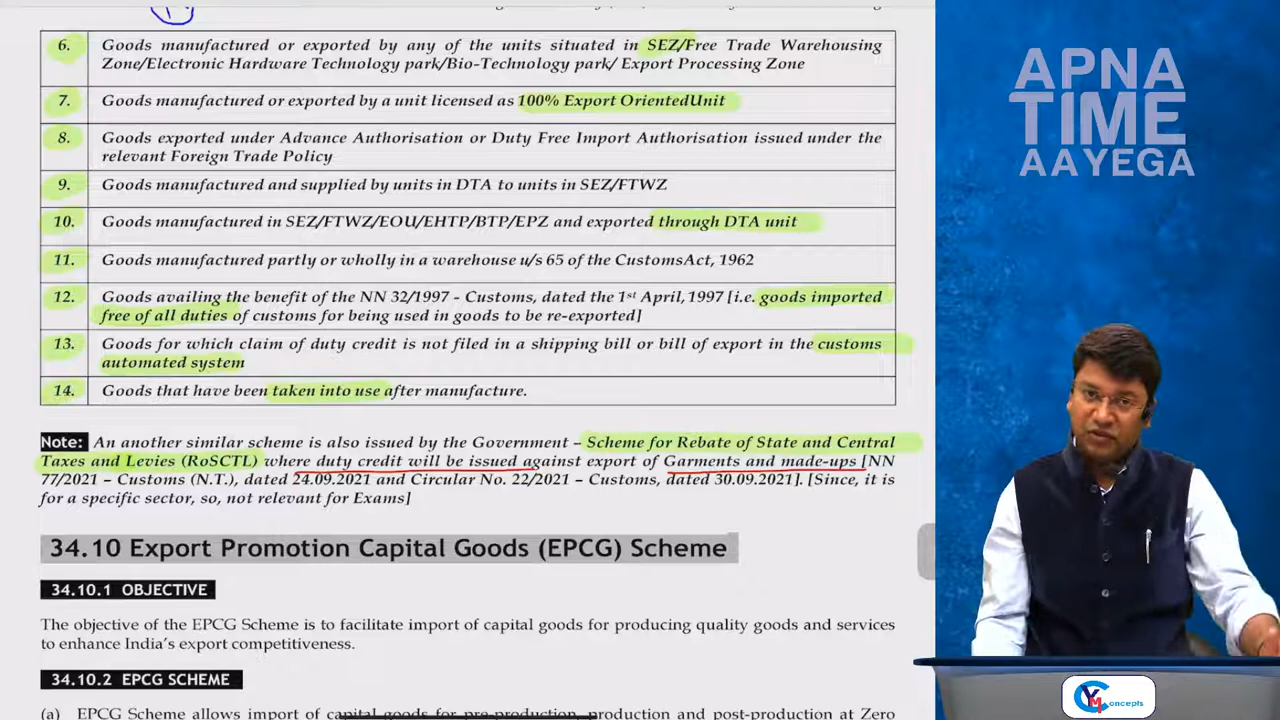 6. Goods manufactured or exported by any of the units situated in SEZ/Free Trade Warehousing
Zone/Electronic Hardware Technology park/Bio-Technology park/ Export Processing Zone
7. Goods manufactured or exported by a unit licensed as 100% Export OrientedUnit
8. Goods exported under Advance Authorisation or Duty Free Import Authorisation issued under the
relevant Foreign Trade Policy
9. Goods manufactured and supplied by units in DTA to units in SEZ/FTWZ
10. Goods manufactured in SEZ/FTWZ/EOU/EHTP/BTP/EPZ and exported through DTA unit
11. Goods manufactured partly or wholly in a warehouse u/s 65 of the CustomsAct, 1962
12. Goods availing the benefit of the NN 32/1997 - Customs, dated the 1st April, 1997 [i.e. goods imported
free of all duties of customs for being used in goods to be re-exported]
13. Goods for which claim of duty credit is not filed in a shipping bill or bill of export in the customs
automated system
14. Goods that have been taken into use after manufacture.
Note: An another similar scheme is also issued by the Government – Scheme for Rebate of State and Central
Taxes and Levies (RoSCTL) where duty credit will be issued against export of Garments and made-ups [NN
77/2021 – Customs (N.T.), dated 24.09.2021 and Circular No. 22/2021 – Customs, dated 30.09.2021]. [Since, it is
for a specific sector, so, not relevant for Exams]
34.10 Export Promotion Capital Goods (EPCG) Scheme
34.10.1 OBJECTIVE
The objective of the EPCG Scheme is to facilitate import of capital goods for producing quality goods and services
to enhance India's export competitiveness.
34.10.2 EPCG SCHEME
(a) EPCG Scheme allows import of capital goods for pre-production, production and post-production at Zero
APNA
TIME
AAYEGA
YM
Concepts